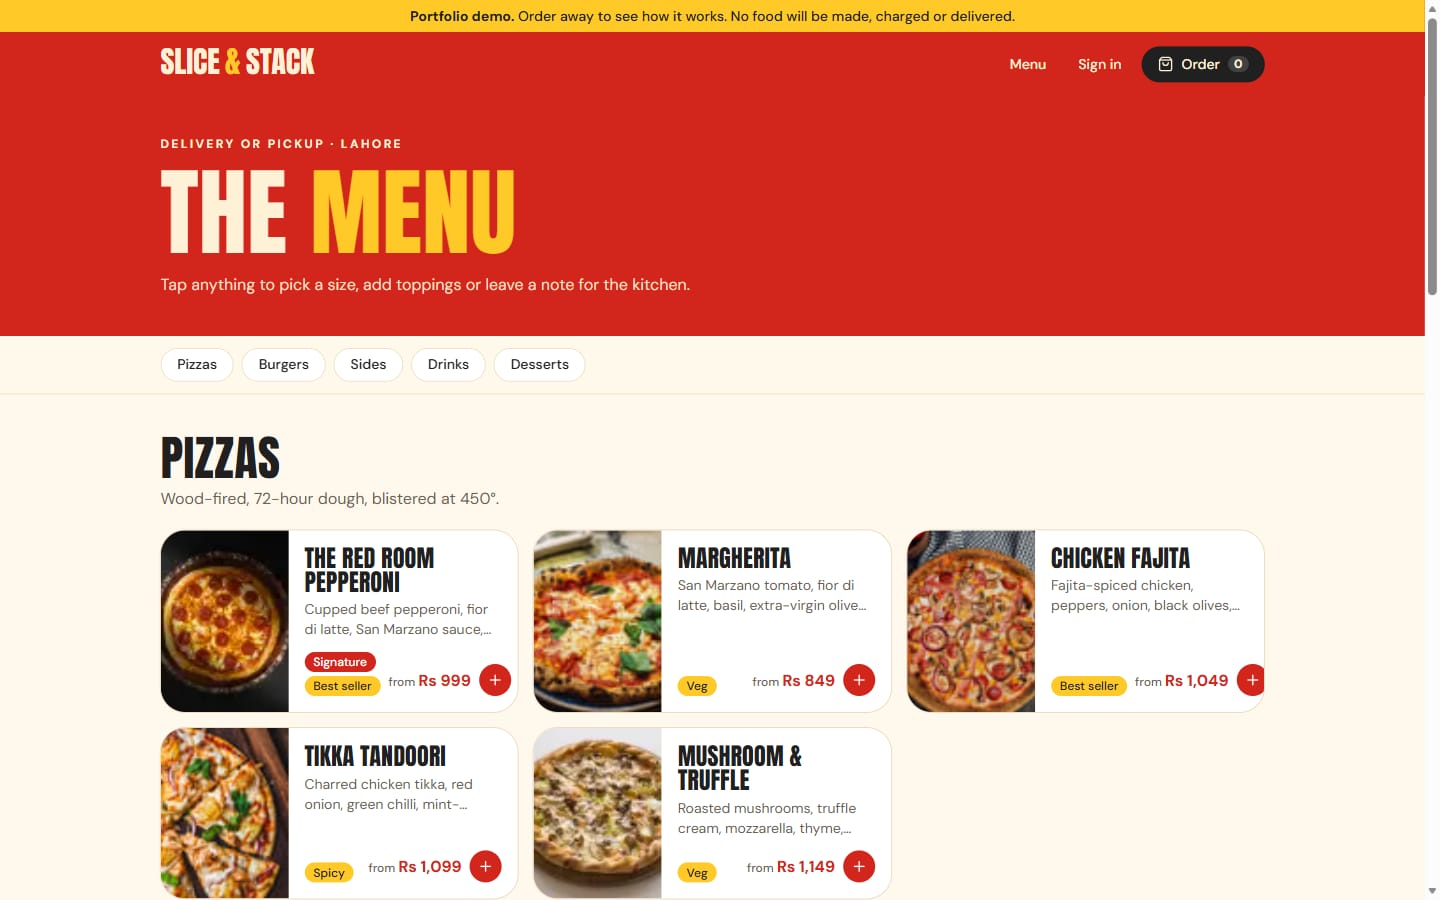 Portfolio demo. Order away to see how it works. No food will be made, charged or delivered.
SLICE & STACK
Menu
Sign in
Order 0
DELIVERY OR PICKUP · LAHORE
THE MENU
Tap anything to pick a size, add toppings or leave a note for the kitchen.
Pizzas
Burgers
Sides
Drinks
Desserts
PIZZAS
Wood-fired, 72-hour dough, blistered at 450°.
THE RED ROOM
PEPPERONI
Cupped beef pepperoni, fior
di latte, San Marzano sauce,...
Signature
Best seller
from Rs 999
+
MARGHERITA
San Marzano tomato, fior di
latte, basil, extra-virgin olive...
Veg
from Rs 849
+
CHICKEN FAJITA
Fajita-spiced chicken,
peppers, onion, black olives,...
Best seller
from Rs 1,049
+
TIKKA TANDOORI
Charred chicken tikka, red
onion, green chilli, mint-...
Spicy
from Rs 1,099
+
MUSHROOM &
TRUFFLE
Roasted mushrooms, truffle
cream, mozzarella, thyme,...
Veg
from Rs 1,149
+